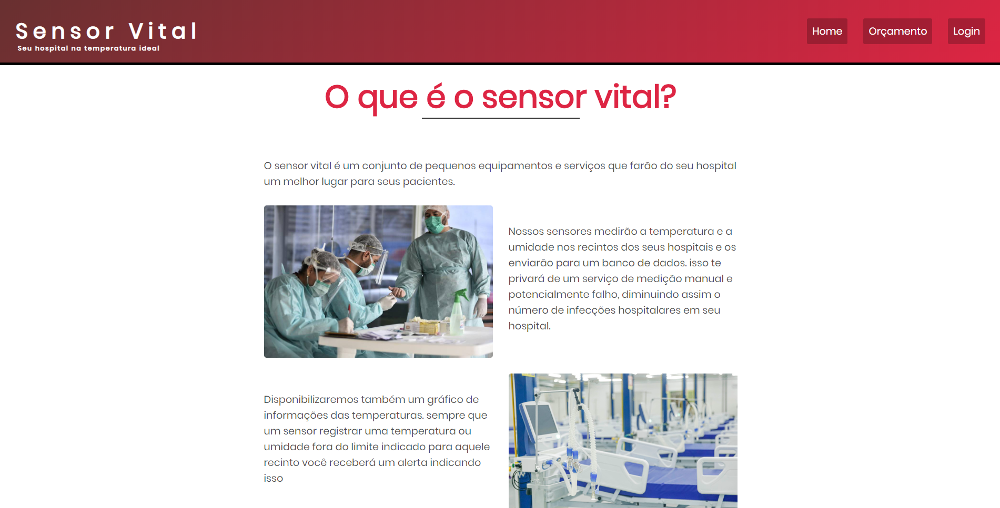 Sensor Vital
Seu hospital na temperatura ideal
Home
Orçamento
Login
O que é o sensor vital?
O sensor vital é um conjunto de pequenos equipamentos e serviços que farão do seu hospital
um melhor lugar para seus pacientes.
Nossos sensores medirão a temperatura e a
umidade nos recintos dos seus hospitais e os
enviarão para um banco de dados. isso te
privará de um serviço de medição manual e
potencialmente falho, diminuindo assim o
número de infecções hospitalares em seu
hospital.
Disponibilizaremos também um gráfico de
informações das temperaturas. sempre que
um sensor registrar uma temperatura ou
umidade fora do limite indicado para aquele
recinto você receberá um alerta indicando
isso